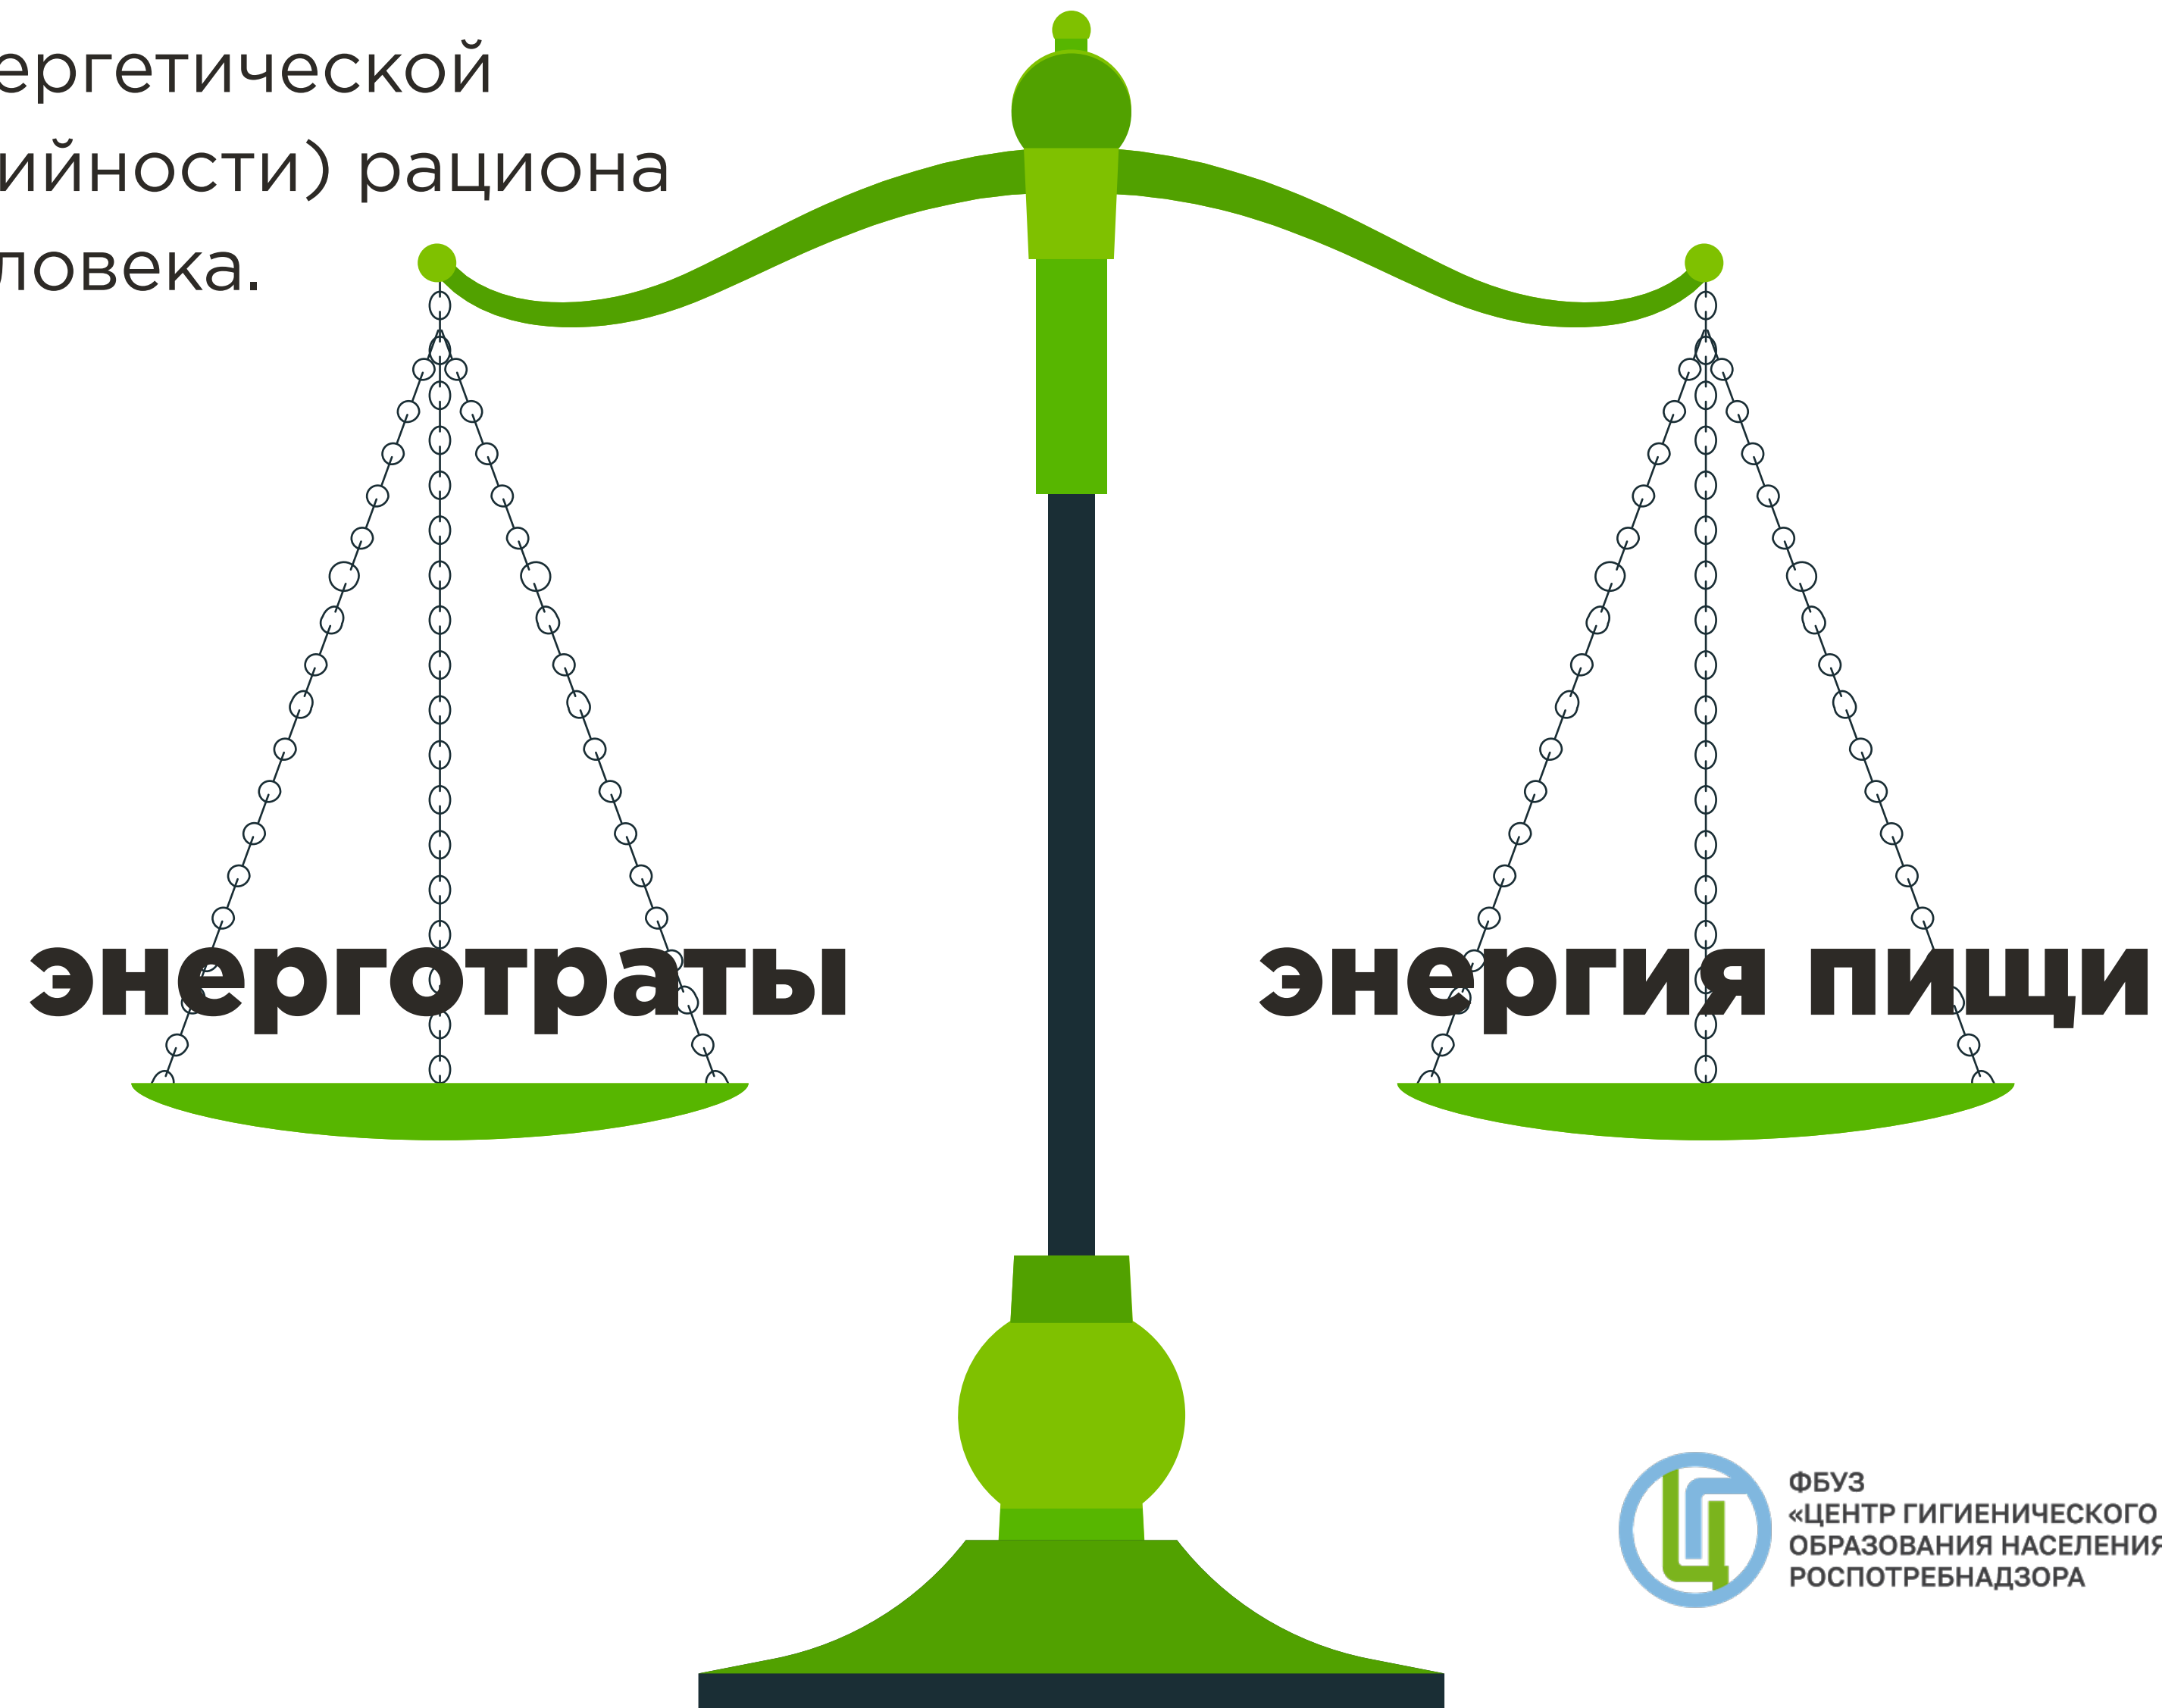 ергетической
ийности) рациона
ловека.
энерготраты
энергия пищи
ФБУЗ
«ЦЕНТР ГИГИЕНИЧЕСКОГО
ОБРАЗОВАНИЯ НАСЕЛЕНИЯ
РОСПОТРЕБНАДЗОРА